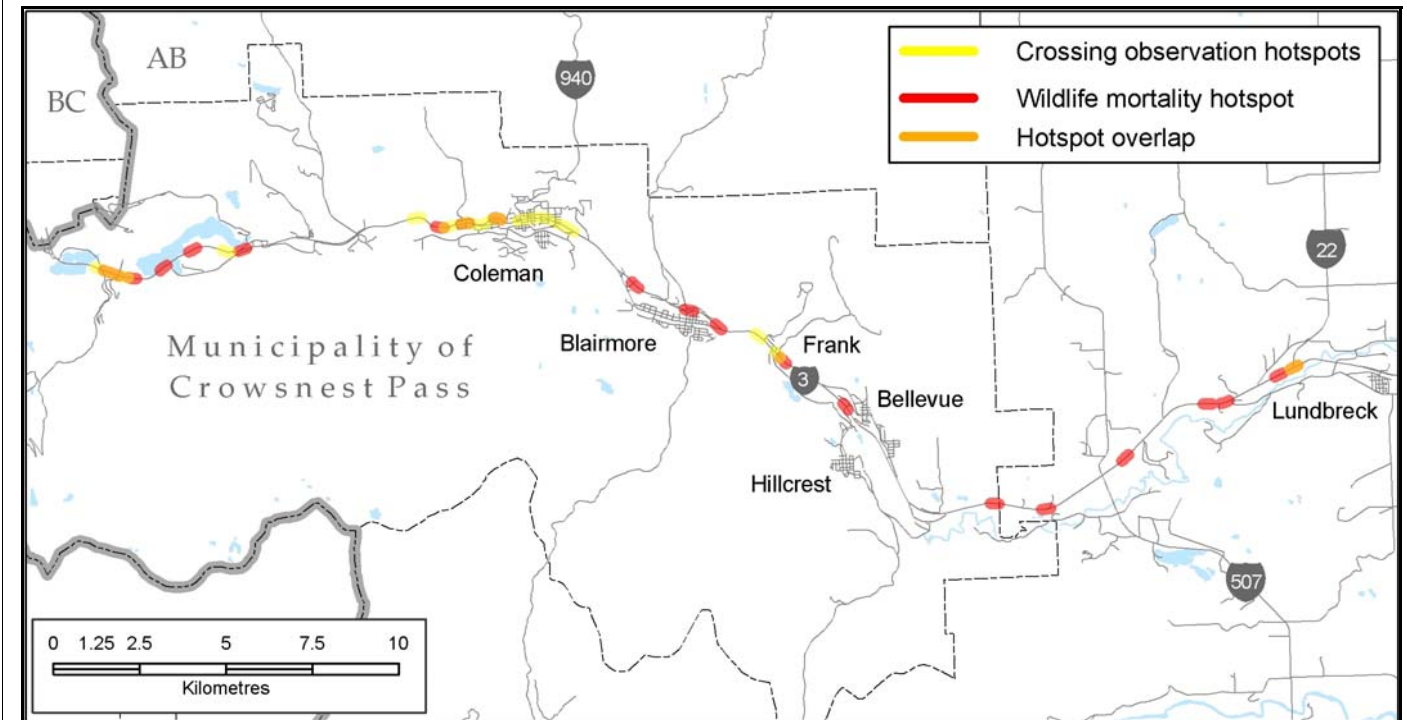 AB
BC
940
Crossing observation hotspots
Wildlife mortality hotspot
Hotspot overlap
22
Coleman
Blairmore
Frank
3
Municipality of
Crowsnest Pass
Bellevue
Lundbreck
Hillcrest
507
0 1.25 2.5 5 7.5 10
Kilometres